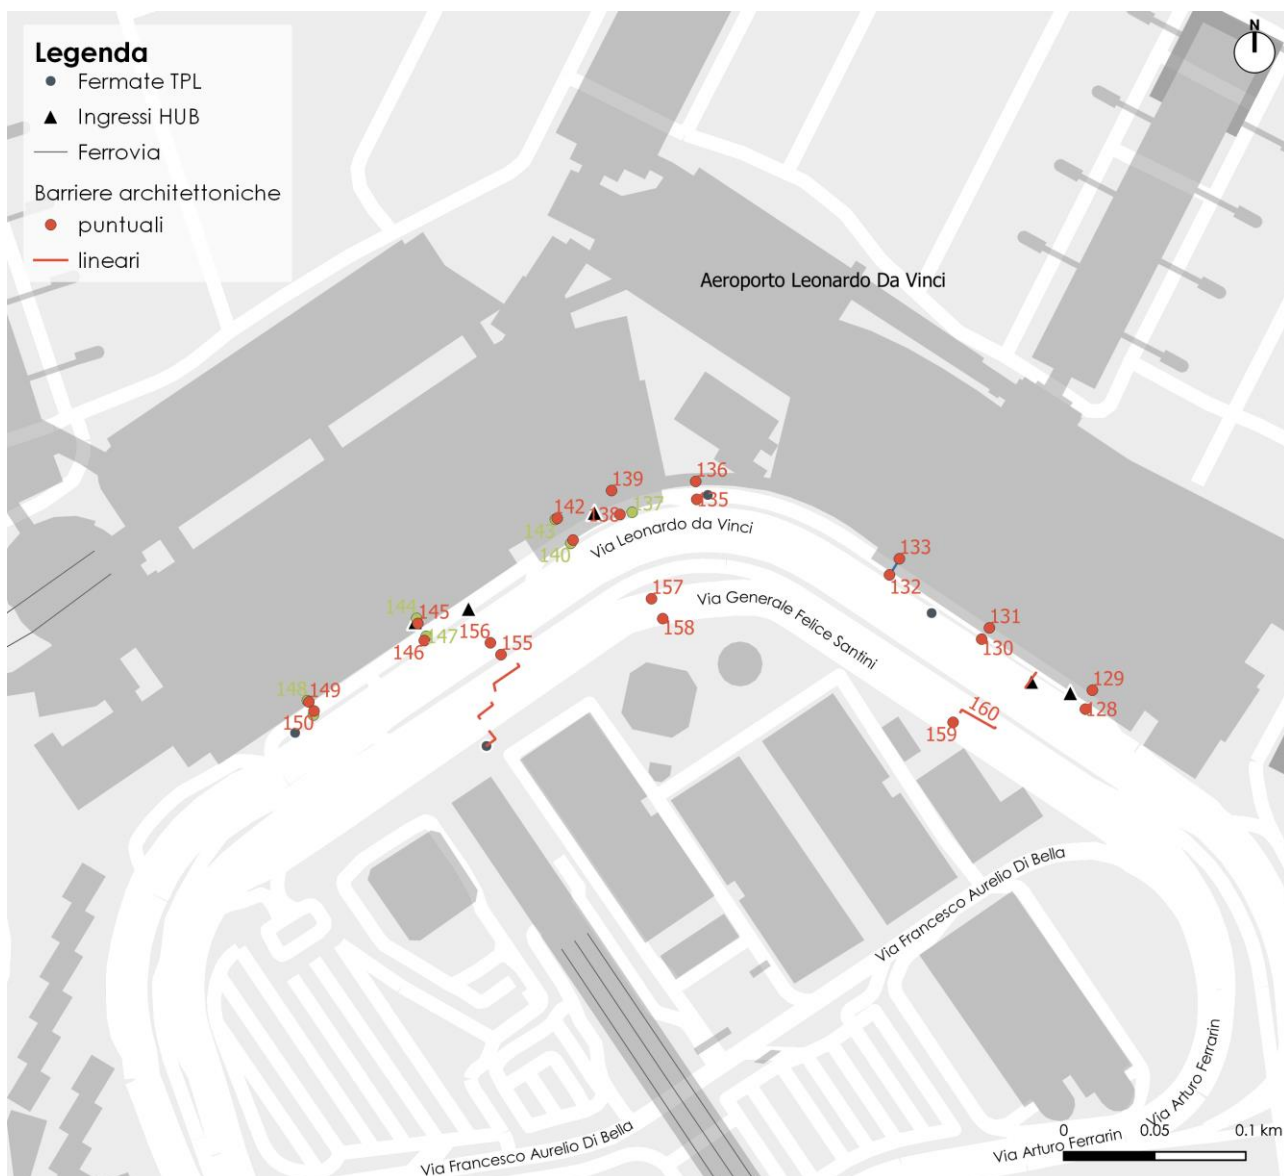 N
Legenda
Fermate TPL
Ingressi HUB
Ferrovia
Barriere architettoniche
puntuali
lineari
Aeroporto Leonardo Da Vinci
136
139
142
138
137
135
143
140
Via Leonardo da Vinci
133
132
157
Via Generale Felice Santini
144
145
158
131
147
156
155
130
146
148
149
129
150
160
128
159
Via Francesco Aurelio Di Bella
Via Arturo Ferrarin
Via Francesco Aurelio Di Bella
Via Arturo Ferrarin
0 0.05 0.1 km